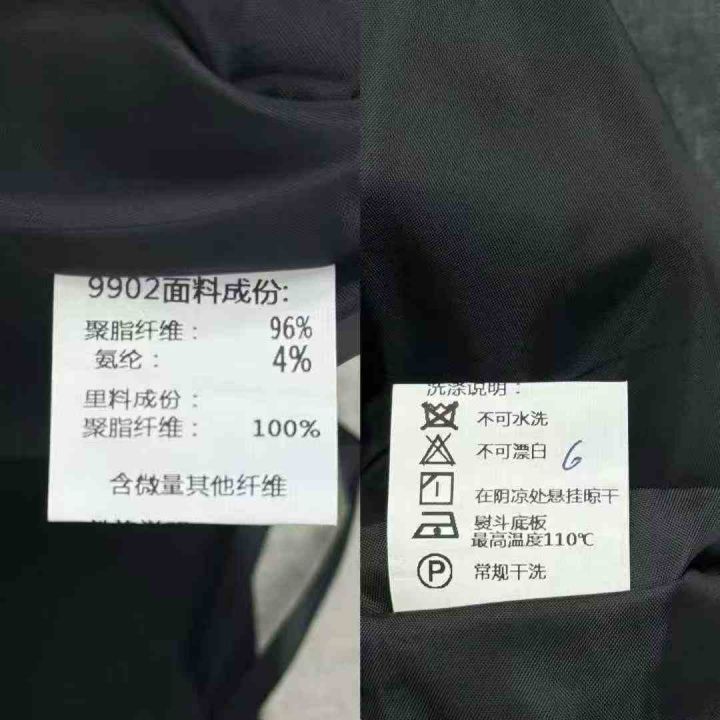 9902面料成份:
聚脂纤维： 96%
氨纶： 4%
里料成份：
聚脂纤维： 100%
含微量其他纤维
洗涤说明：
不可水洗
不可漂白 6
在阴凉处悬挂晾干
熨斗底板
最高温度110℃
P 常规干洗